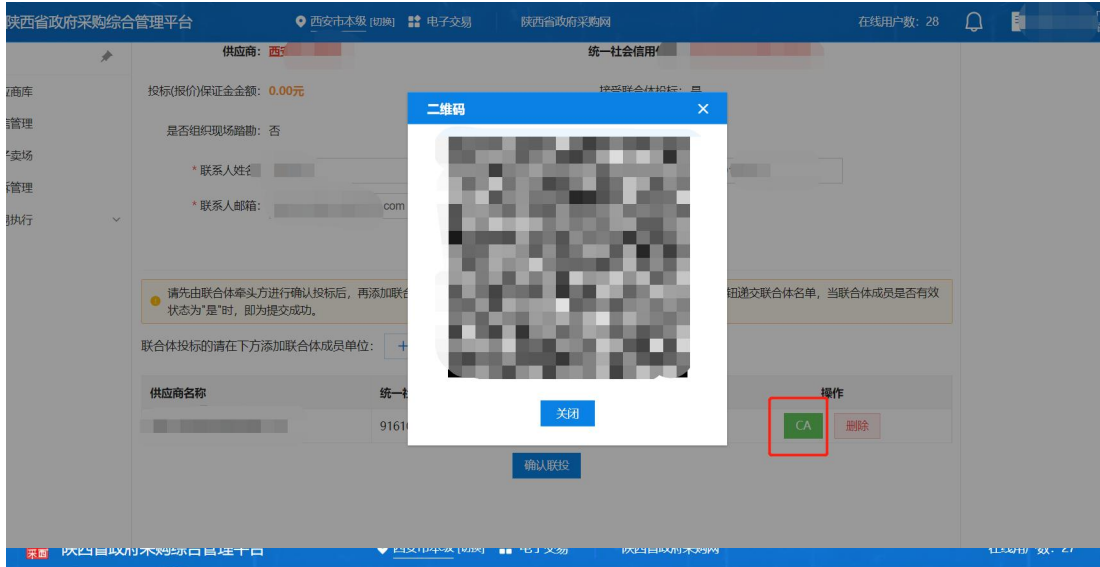 陕西省政府采购综合管理平台 西安市本级 [切换] 电子交易 陕西省政府采购网 在线用户数：28
供应商： 西安 统一社会信用
应商库 投标(报价)保证金金额： 0.00元 接受联合体投标： 是
管理 是否组织现场踏勘： 否
卖场
* 联系人姓名
管理
* 联系人邮箱： com
执行
二维码 ×
关闭
请先由联合体牵头方进行确认投标后，再添加联合 钮递交联合体名单，当联合体成员是否有效
状态为"是"时，即为提交成功。
联合体投标的请在下方添加联合体成员单位： +
供应商名称 统一社 操作
9161 CA 删除
确认联投
采购 陕西省政府采购综合管理平台 西安市本级 [切换] 电子交易 陕西省政府采购网 在线用户数：27